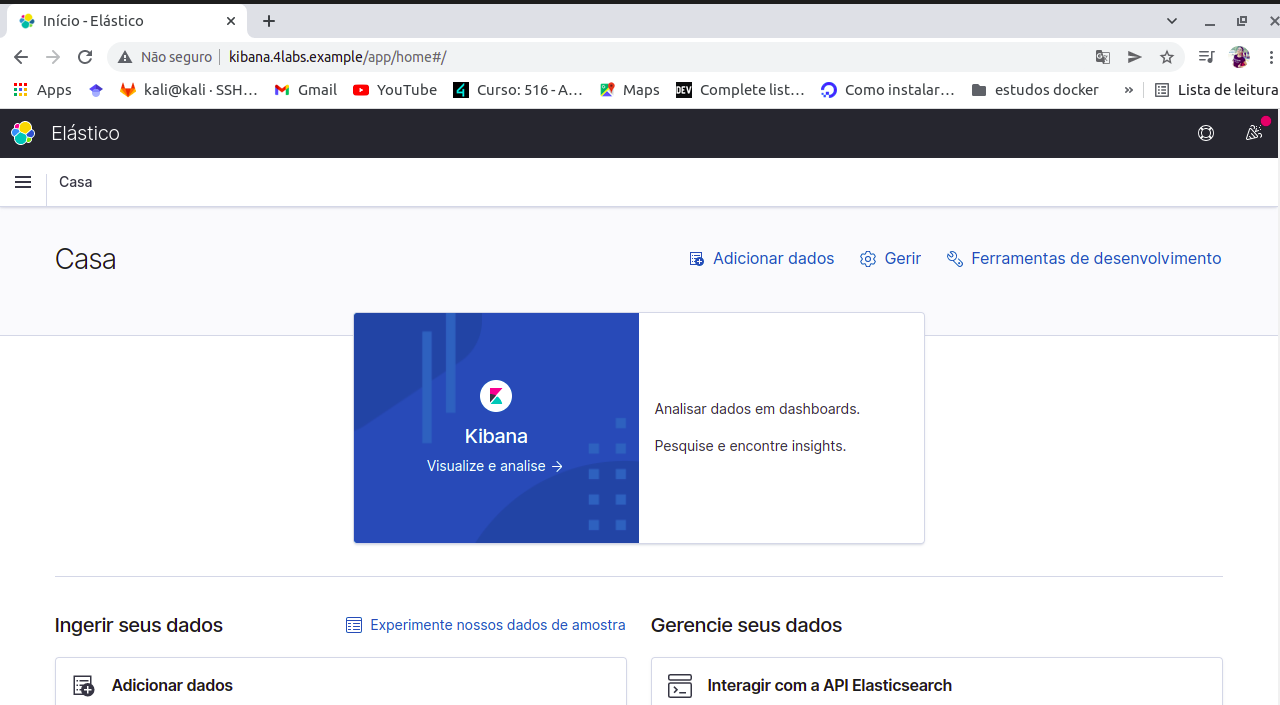 Início - Elástico
Não seguro kibana.4labs.example/app/home#/
Apps kali@kali · SSH… Gmail YouTube Curso: 516 - A… Maps DEV Complete list… Como instalar… estudos docker » Lista de leitura
Elástico
Casa
Casa
Adicionar dados Gerir Ferramentas de desenvolvimento
Kibana
Visualize e analise →
Analisar dados em dashboards.
Pesquise e encontre insights.
Ingerir seus dados
Experimente nossos dados de amostra
Gerencie seus dados
Adicionar dados
Interagir com a API Elasticsearch